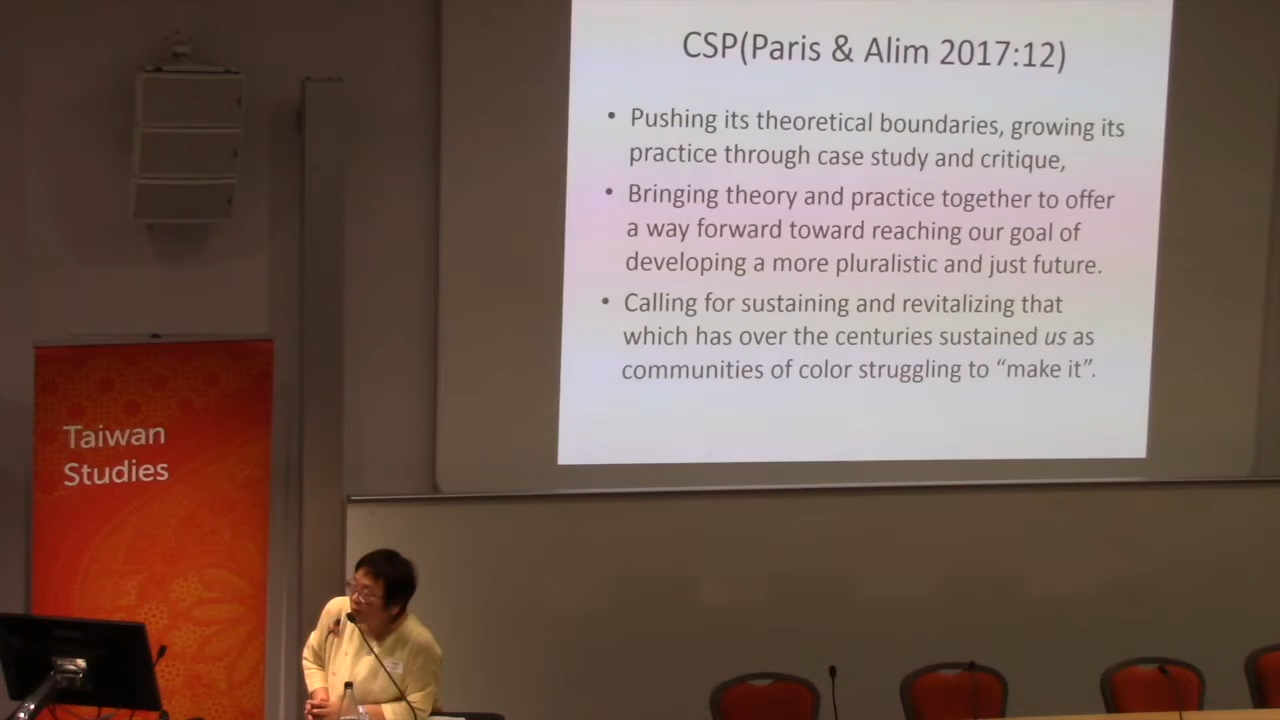 CSP(Paris & Alim 2017:12)
• Pushing its theoretical boundaries, growing its
practice through case study and critique,
• Bringing theory and practice together to offer
a way forward toward reaching our goal of
developing a more pluralistic and just future.
• Calling for sustaining and revitalizing that
which has over the centuries sustained us as
communities of color struggling to “make it”.
Taiwan
Studies